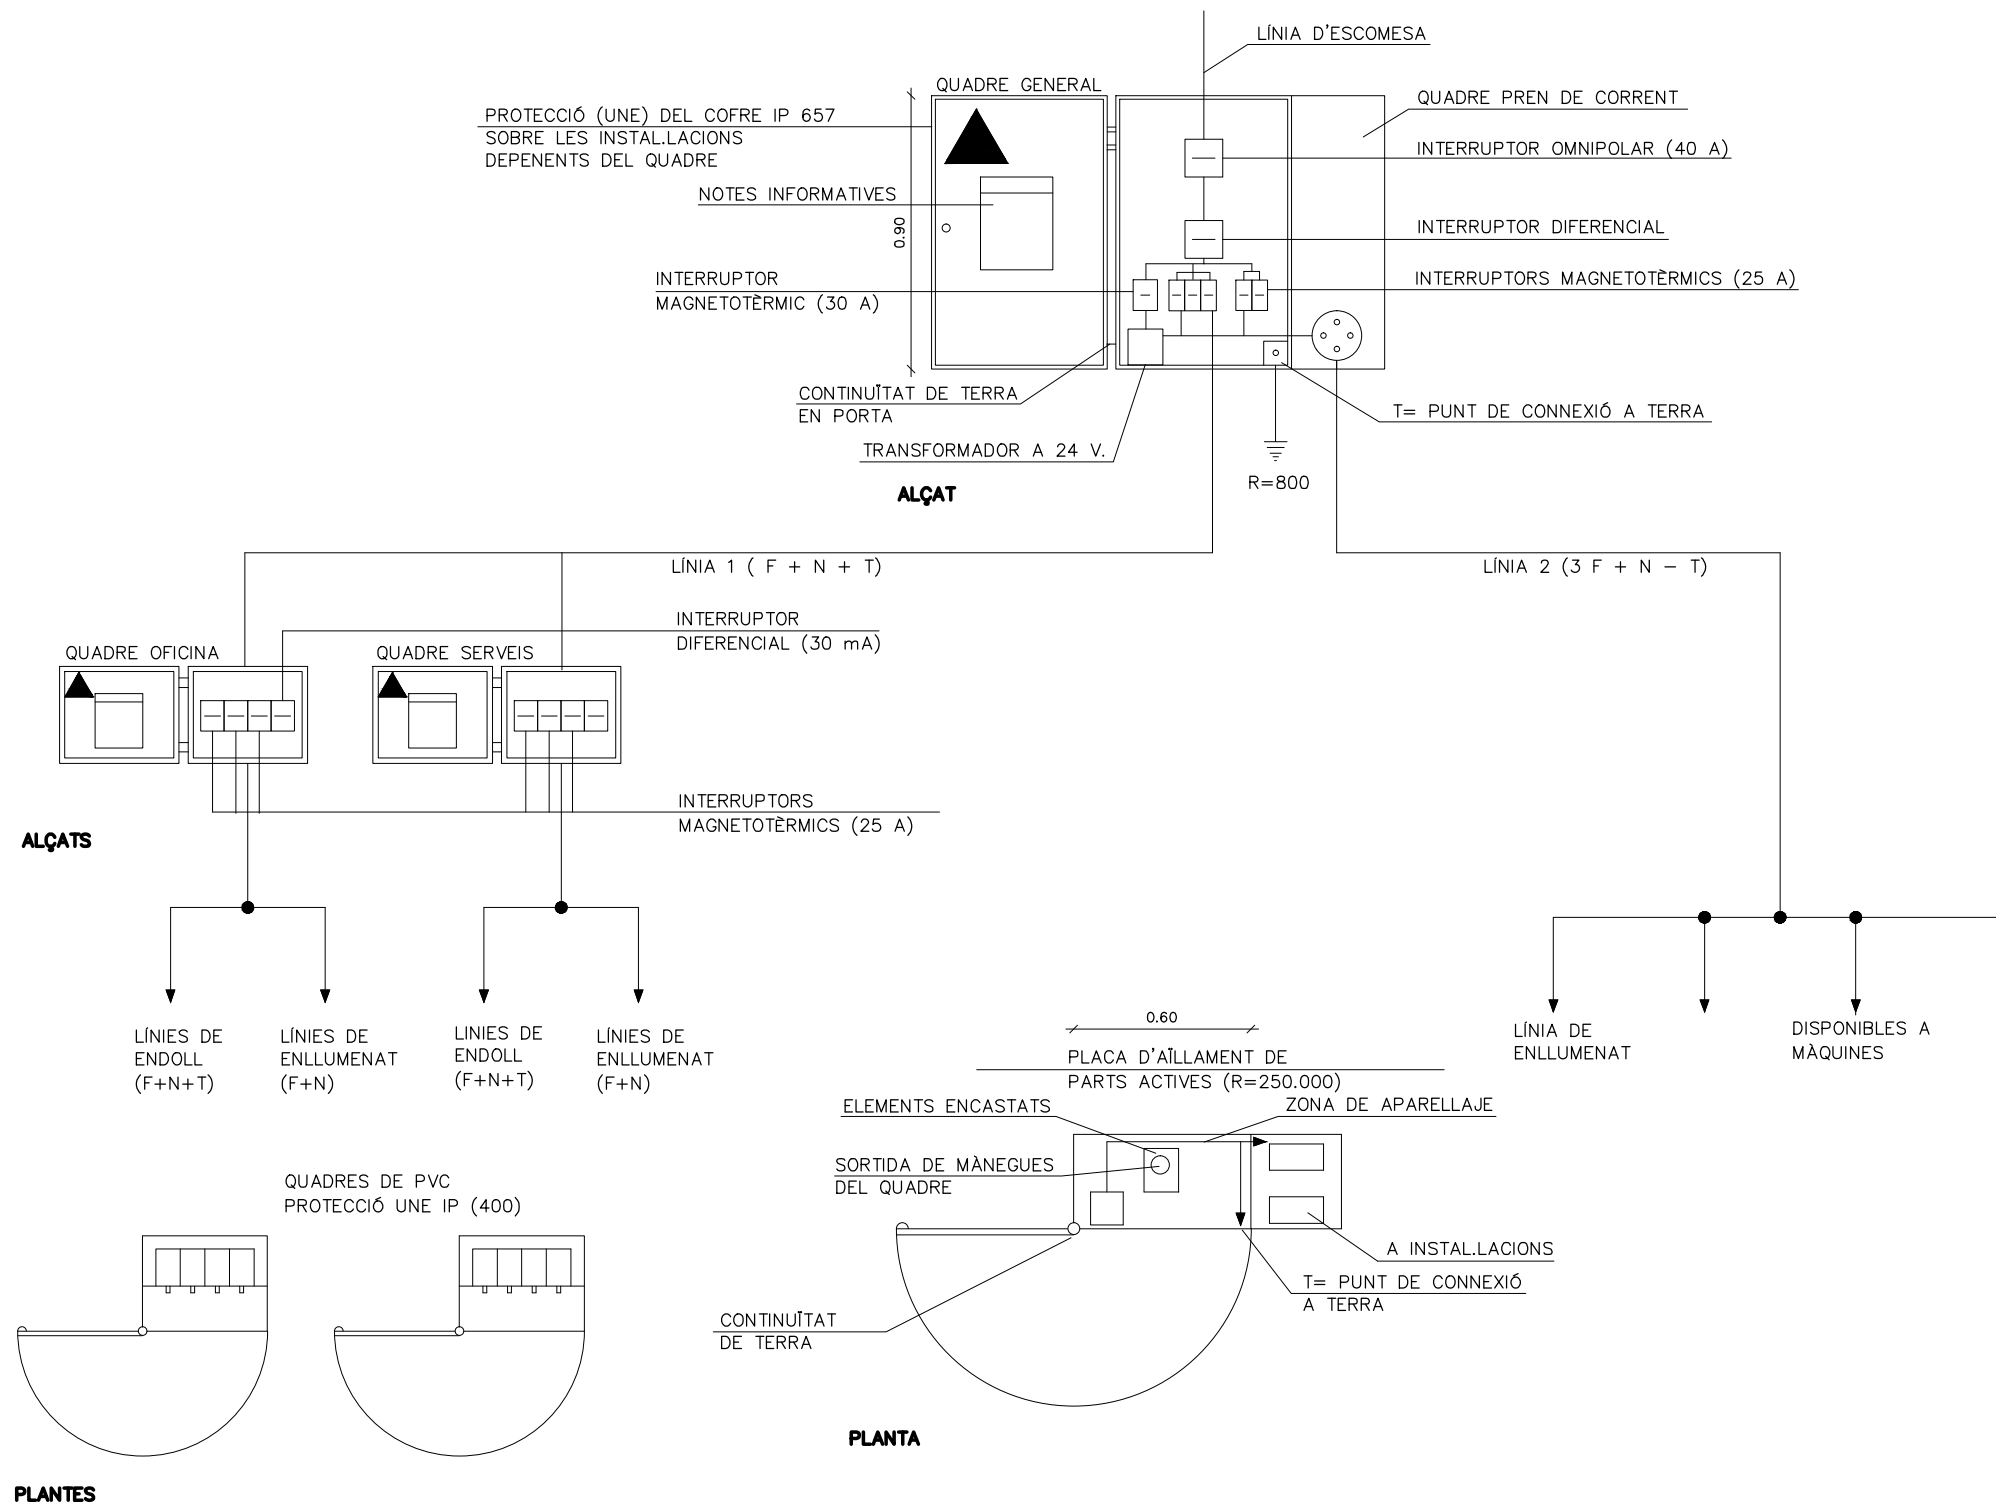 LÍNIA D'ESCOMESA
QUADRE GENERAL
QUADRE PREN DE CORRENT
PROTECCIÓ (UNE) DEL COFRE IP 657
SOBRE LES INSTAL.LACIONS
DEPENENTS DEL QUADRE
INTERRUPTOR OMNIPOLAR (40 A)
NOTES INFORMATIVES
0.90
INTERRUPTOR DIFERENCIAL
INTERRUPTOR
MAGNETOTÈRMIC (30 A)
INTERRUPTORS MAGNETOTÈRMICS (25 A)
CONTINUÏTAT DE TERRA
EN PORTA
T= PUNT DE CONNEXIÓ A TERRA
TRANSFORMADOR A 24 V.
R=800
ALÇAT
LÍNIA 1 ( F + N + T)
LÍNIA 2 (3 F + N - T)
INTERRUPTOR
DIFERENCIAL (30 mA)
QUADRE OFICINA
QUADRE SERVEIS
INTERRUPTORS
MAGNETOTÈRMICS (25 A)
ALÇATS
LÍNIES DE
ENDOLL
(F+N+T)
LÍNIES DE
ENLLUMENAT
(F+N)
LINIES DE
ENDOLL
(F+N+T)
LÍNIES DE
ENLLUMENAT
(F+N)
LÍNIA DE
ENLLUMENAT
DISPONIBLES A
MÀQUINES
0.60
PLACA D'AÏLLAMENT DE
PARTS ACTIVES (R=250.000)
ELEMENTS ENCASTATS
ZONA DE APARELLAJE
SORTIDA DE MÀNEGUES
DEL QUADRE
QUADRES DE PVC
PROTECCIÓ UNE IP (400)
A INSTAL.LACIONS
T= PUNT DE CONNEXIÓ
A TERRA
CONTINUÏTAT
DE TERRA
PLANTA
PLANTES